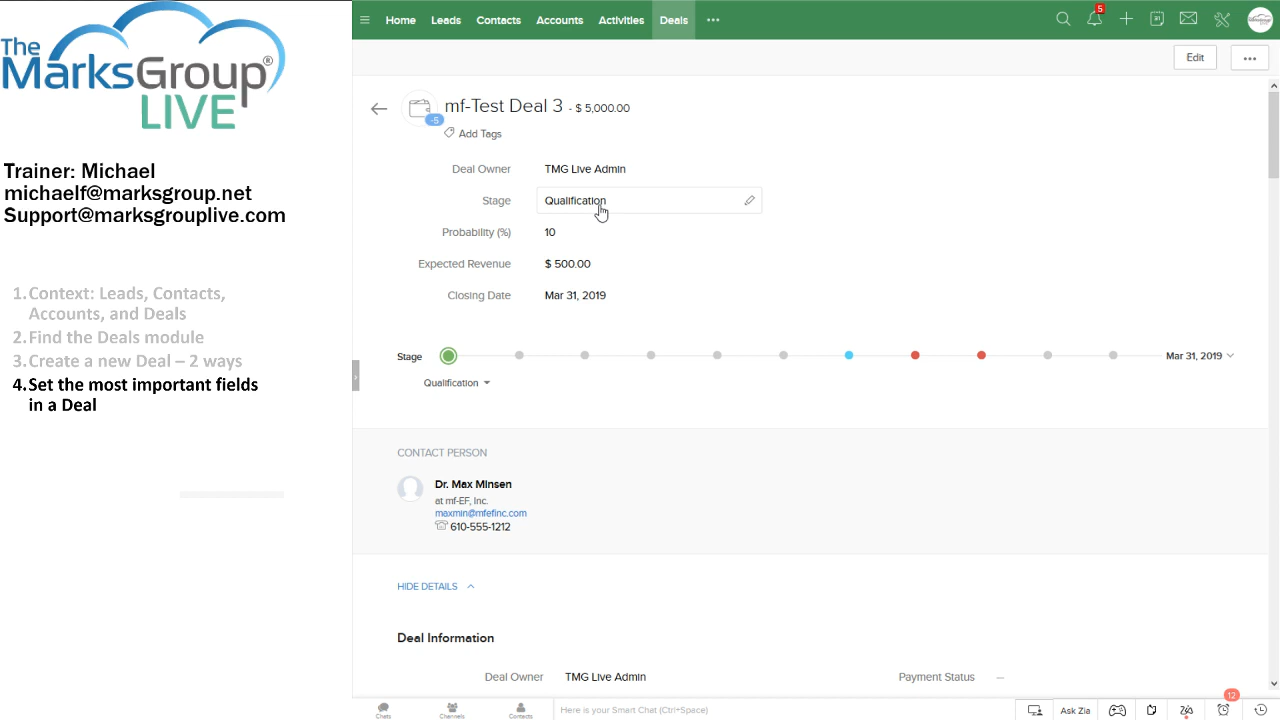 The
MarksGroup®
LIVE
Trainer: Michael
michaelf@marksgroup.net
Support@marksgrouplive.com
1. Context: Leads, Contacts,
Accounts, and Deals
2. Find the Deals module
3. Create a new Deal – 2 ways
4. Set the most important fields
in a Deal
Home Leads Contacts Accounts Activities Deals ••• 5 31
Edit •••
mf-Test Deal 3 - $ 5,000.00
-5
Add Tags
Deal Owner TMG Live Admin
Stage Qualification
Probability (%) 10
Expected Revenue $ 500.00
Closing Date Mar 31, 2019
Stage Mar 31, 2019
Qualification
CONTACT PERSON
Dr. Max Minsen
at mf-EF, Inc.
maxmin@mfefinc.com
610-555-1212
HIDE DETAILS
Deal Information
Deal Owner TMG Live Admin Payment Status —
12
Chats Channels Contacts Here is your Smart Chat (Ctrl+Space) Ask Zia